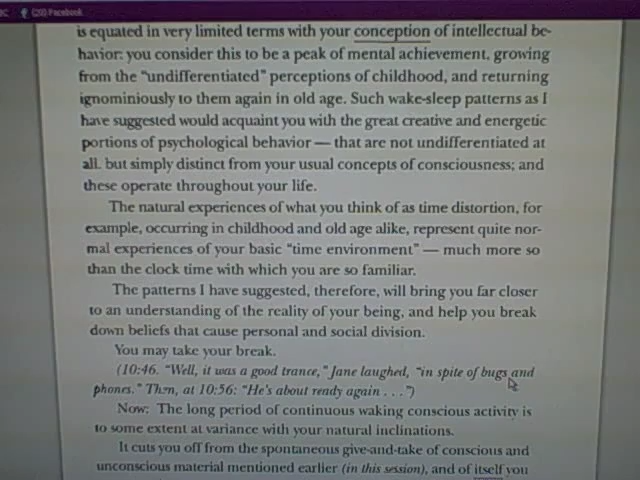 (20) Facebook
is equated in very limited terms with your conception of intellectual be-
havior: you consider this to be a peak of mental achievement, growing
from the "undifferentiated" perceptions of childhood, and returning
ignominiously to them again in old age. Such wake-sleep patterns as I
have suggested would acquaint you with the great creative and energetic
portions of psychological behavior — that are not undifferentiated at
all, but simply distinct from your usual concepts of consciousness; and
these operate throughout your life.
The natural experiences of what you think of as time distortion, for
example, occurring in childhood and old age alike, represent quite nor-
mal experiences of your basic "time environment" — much more so
than the clock time with which you are so familiar.
The patterns I have suggested, therefore, will bring you far closer
to an understanding of the reality of your being, and help you break
down beliefs that cause personal and social division.
You may take your break.
(10:46. "Well, it was a good trance," Jane laughed, "in spite of bugs and
phones." Then, at 10:56: "He's about ready again . . .")
Now: The long period of continuous waking conscious activity is
to some extent at variance with your natural inclinations.
It cuts you off from the spontaneous give-and-take of conscious and
unconscious material mentioned earlier (in this session), and of itself you